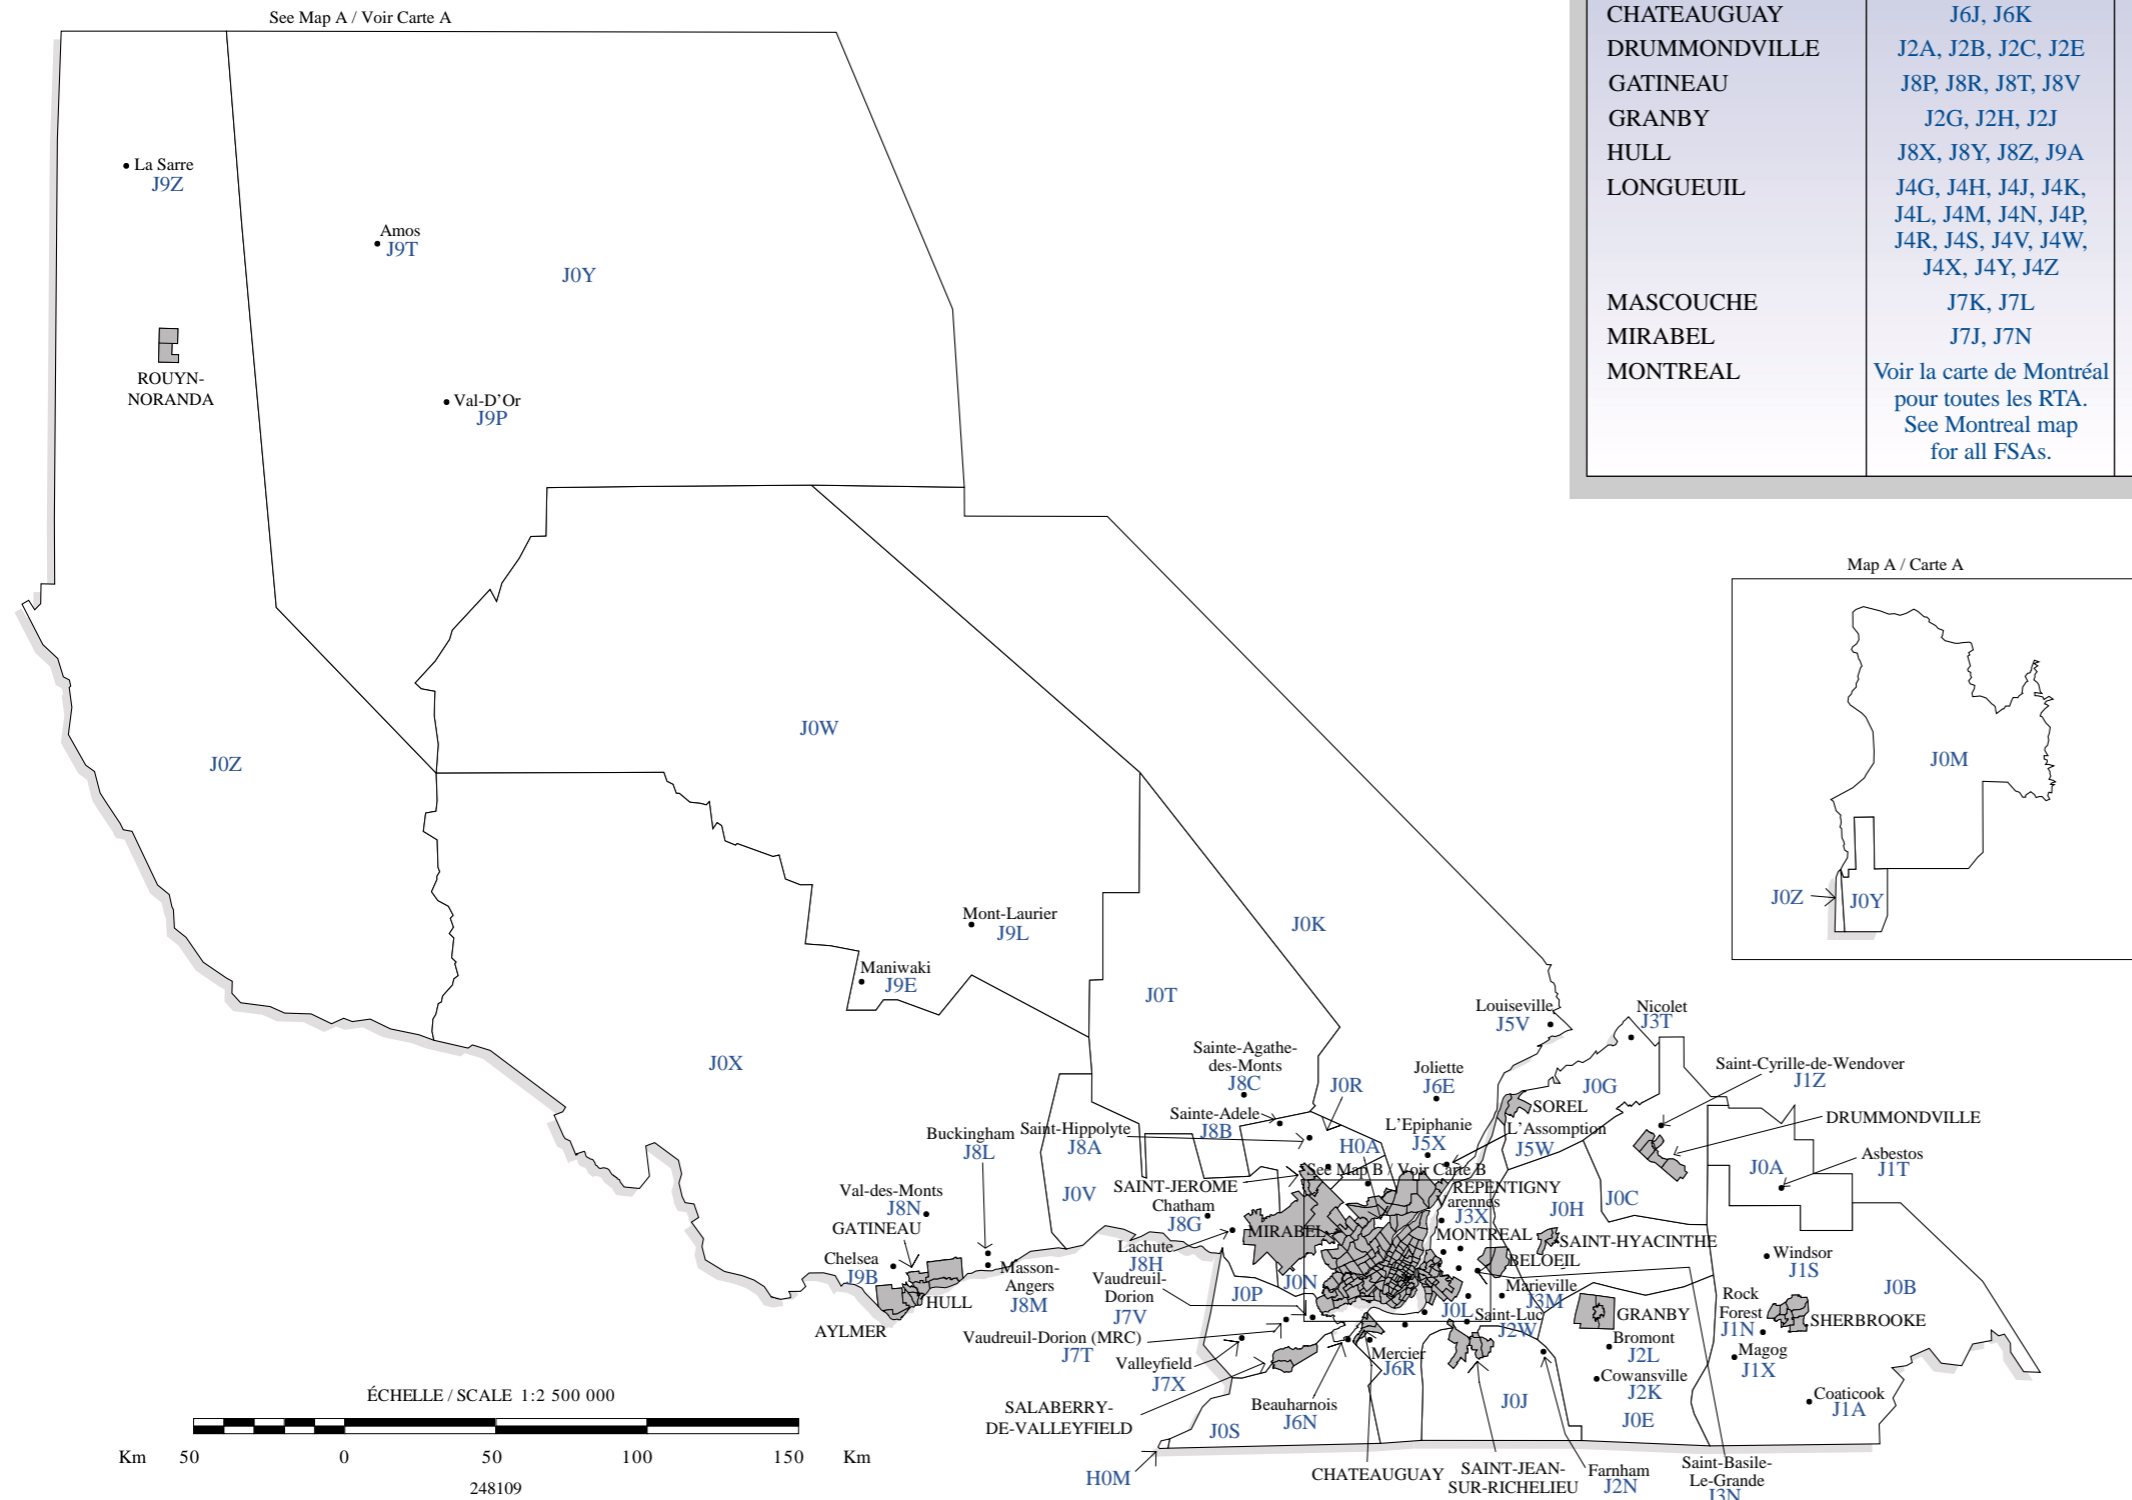 See Map A / Voir Carte A
CHATEAUGUAY J6J, J6K
DRUMMONDVILLE J2A, J2B, J2C, J2E
GATINEAU J8P, J8R, J8T, J8V
GRANBY J2G, J2H, J2J
HULL J8X, J8Y, J8Z, J9A
LONGUEUIL J4G, J4H, J4J, J4K,
J4L, J4M, J4N, J4P,
J4R, J4S, J4V, J4W,
J4X, J4Y, J4Z
MASCOUCHE J7K, J7L
MIRABEL J7J, J7N
MONTREAL Voir la carte de Montréal
pour toutes les RTA.
See Montreal map
for all FSAs.
La Sarre
J9Z
Amos
J9T
J0Y
ROUYN-
NORANDA
Val-D'Or
J9P
Map A / Carte A
J0M
J0Z
J0Y
J0W
J0Z
Mont-Laurier
J9L
Maniwaki
J9E
J0K
J0T
J0X
Louiseville
J5V
Nicolet
J3T
Sainte-Agathe-
des-Monts
J8C
J0R
Joliette
J6E
J0G
Saint-Cyrille-de-Wendover
J1Z
SOREL
DRUMMONDVILLE
Sainte-Adele
J8B
Buckingham
J8L
Saint-Hippolyte
J8A
H0A
L'Epiphanie
J5X
L'Assomption
J5W
See Map B / Voir Carte B
J0A
Asbestos
J1T
Val-des-Monts
J8N
GATINEAU
J0V
SAINT-JEROME
Chatham
J8G
REPENTIGNY
Varennes
J3X
J0H
J0C
MIRABEL
MONTREAL
SAINT-HYACINTHE
Chelsea
J9B
Lachute
J8H
BELOEIL
Windsor
J1S
Masson-
Angers
J8M
Vaudreuil-
Dorion
J7V
J0P
J0N
Marieville
J3M
J0B
HULL
AYLMER
J0L
Saint-Luc
J2W
GRANBY
Rock
Forest
J1N
SHERBROOKE
Vaudreuil-Dorion (MRC)
J7T
Bromont
J2L
Magog
J1X
Valleyfield
J7X
Mercier
J6R
Cowansville
J2K
Coaticook
J1A
SALABERRY-
DE-VALLEYFIELD
Beauharnois
J6N
J0J
J0E
J0S
H0M
CHATEAUGUAY
SAINT-JEAN-
SUR-RICHELIEU
Farnham
J2N
Saint-Basile-
Le-Grande
J3N
ÉCHELLE / SCALE 1:2 500 000
Km 50 0 50 100 150 Km
248109